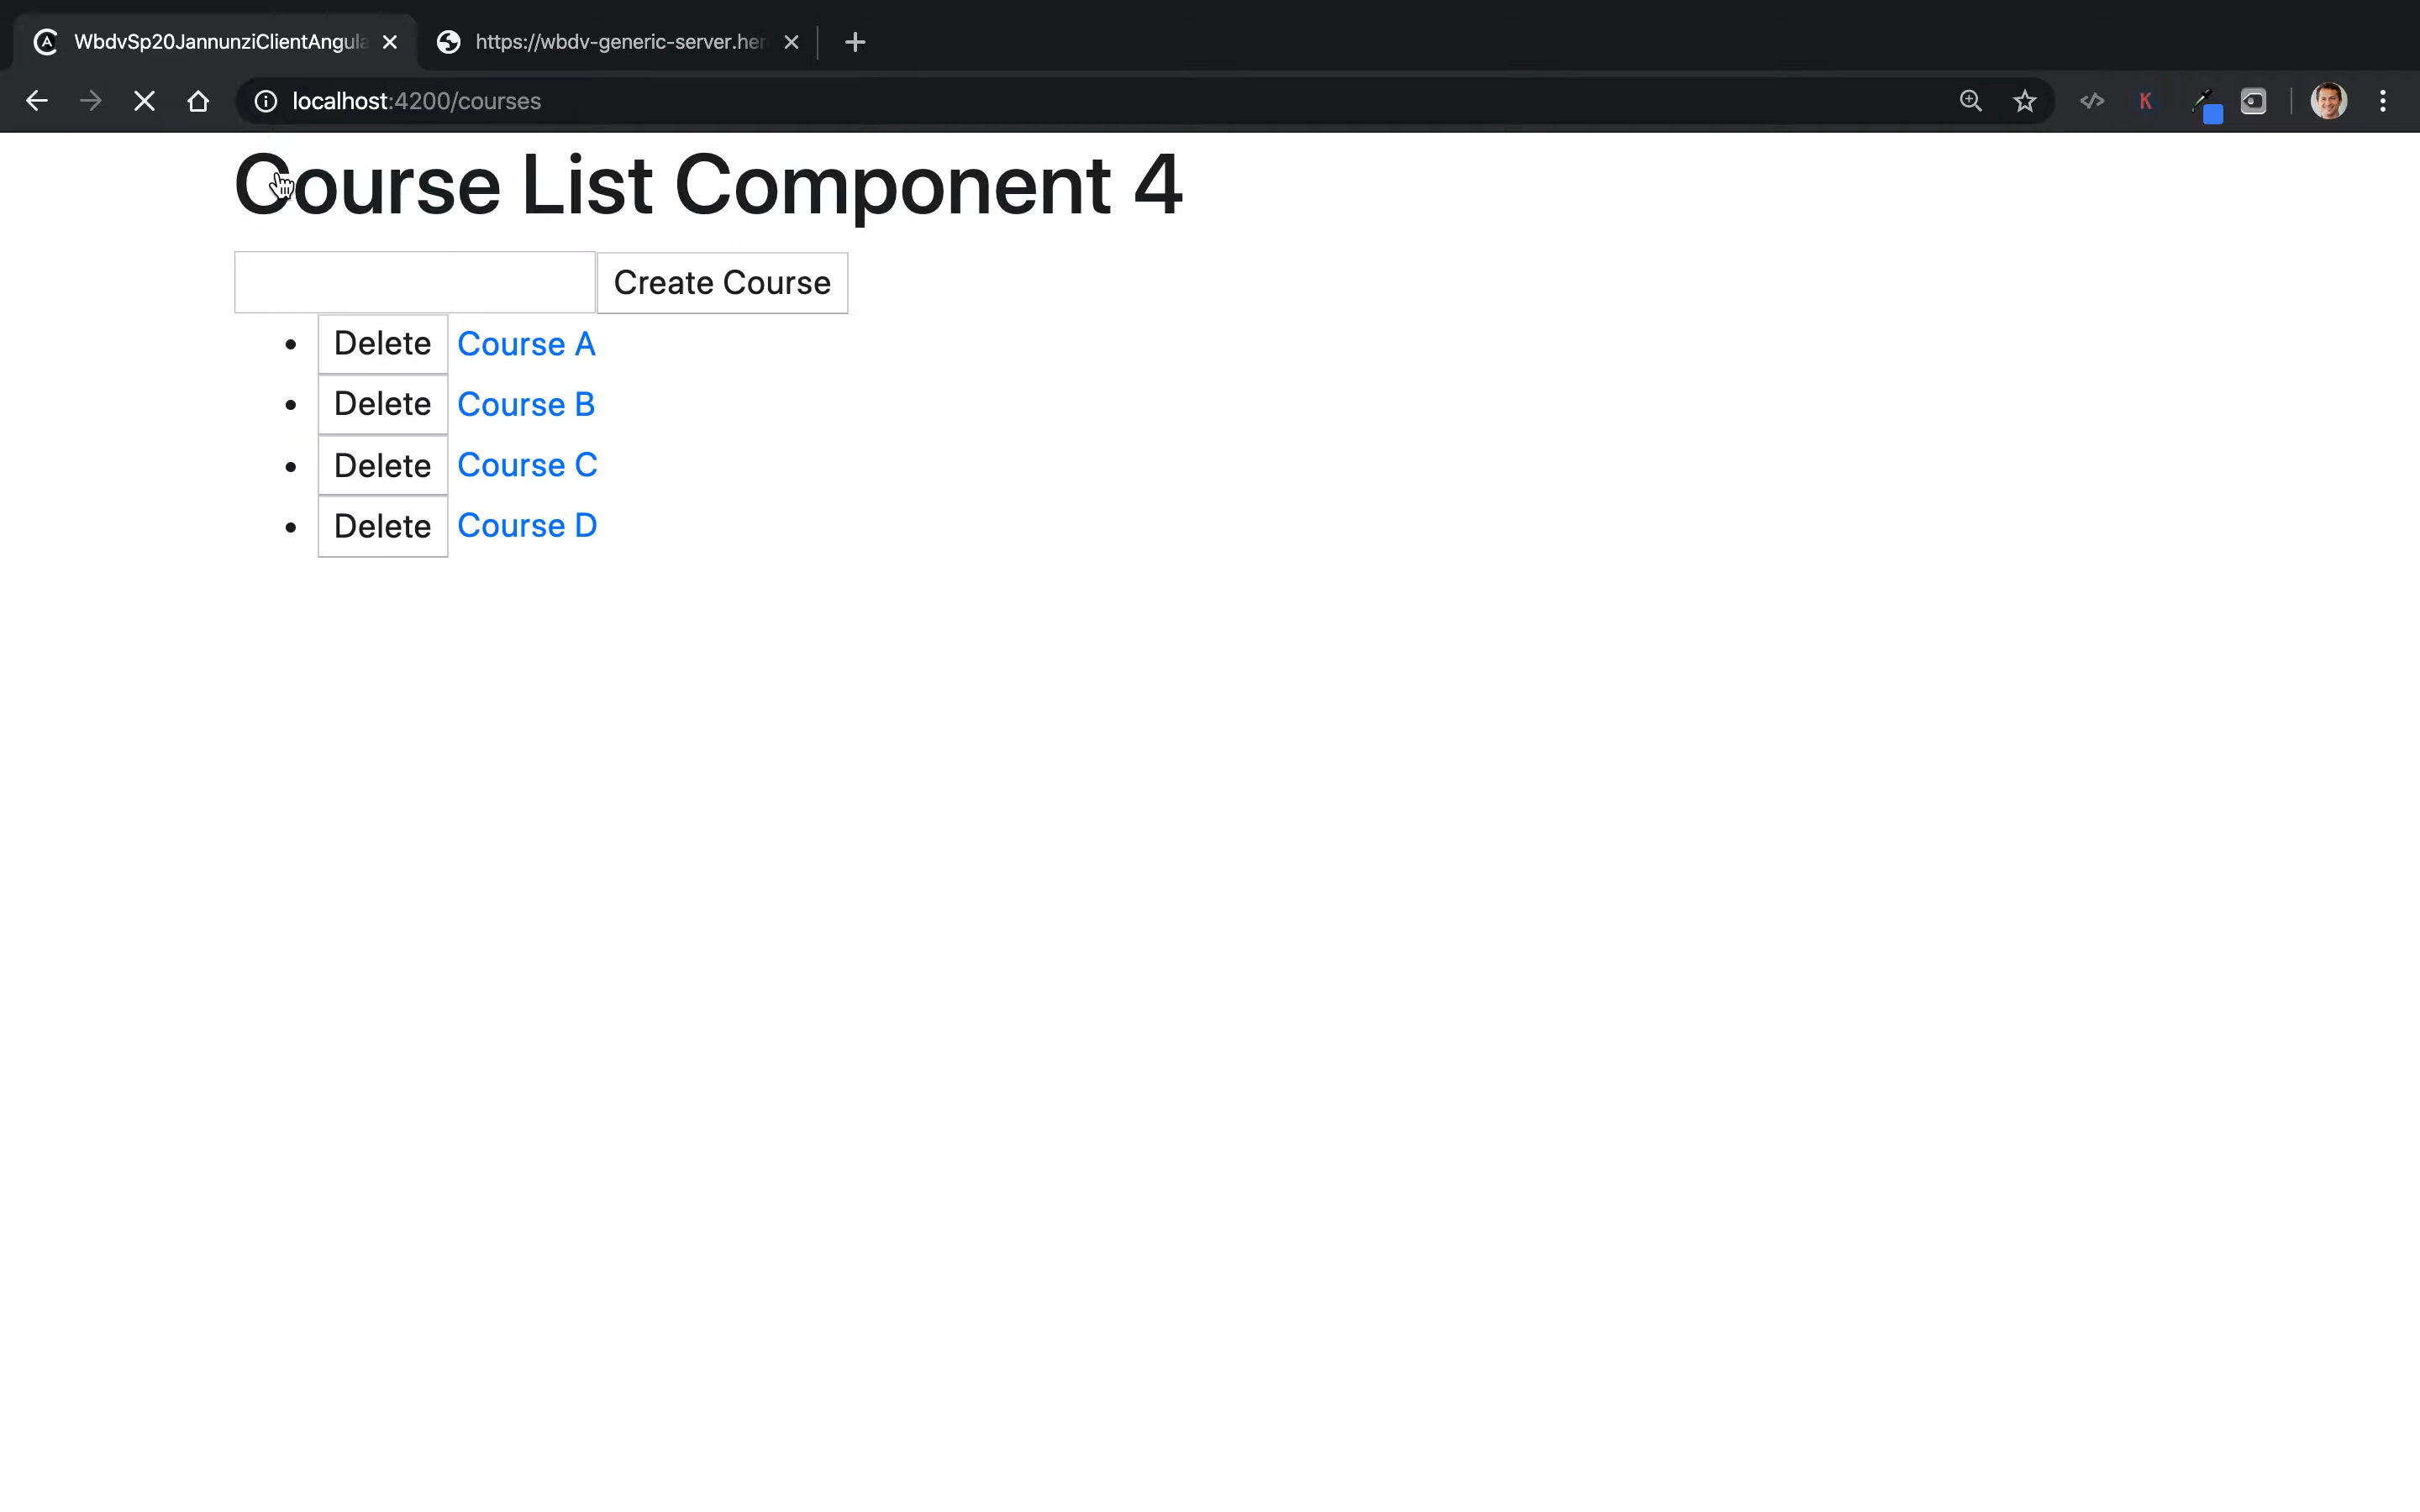 WbdvSp20JannunziClientAngula
https://wbdv-generic-server.her
localhost:4200/courses
K
Course List Component 4
Create Course
Delete Course A
Delete Course B
Delete Course C
Delete Course D